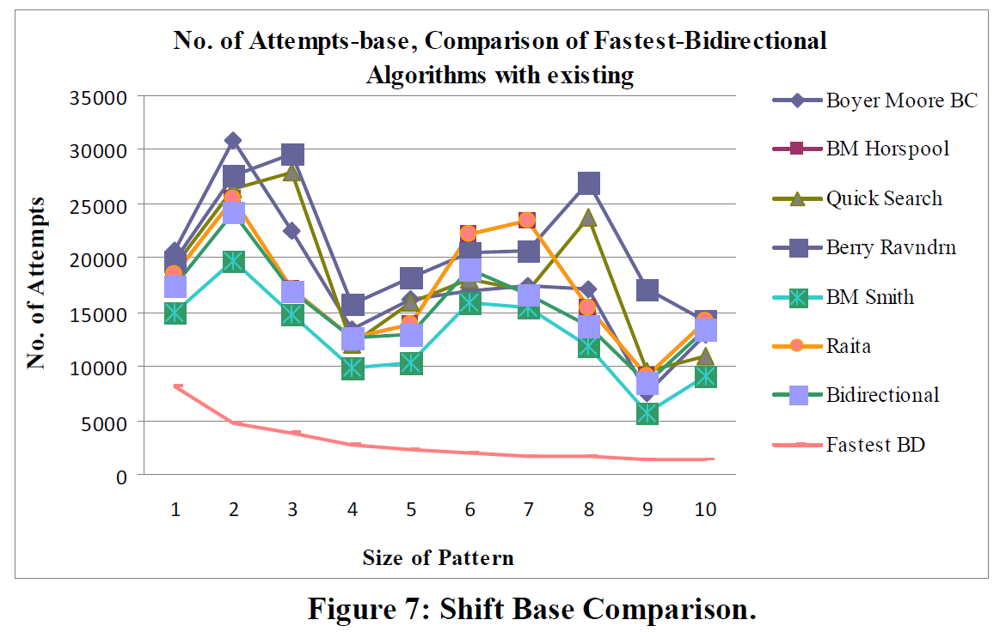 No. of Attempts-base, Comparison of Fastest-Bidirectional
Algorithms with existing
No. of Attempts
35000
30000
25000
20000
15000
10000
5000
0
1 2 3 4 5 6 7 8 9 10
Size of Pattern
Boyer Moore BC
BM Horspool
Quick Search
Berry Ravndrn
BM Smith
Raita
Bidirectional
Fastest BD
Figure 7: Shift Base Comparison.